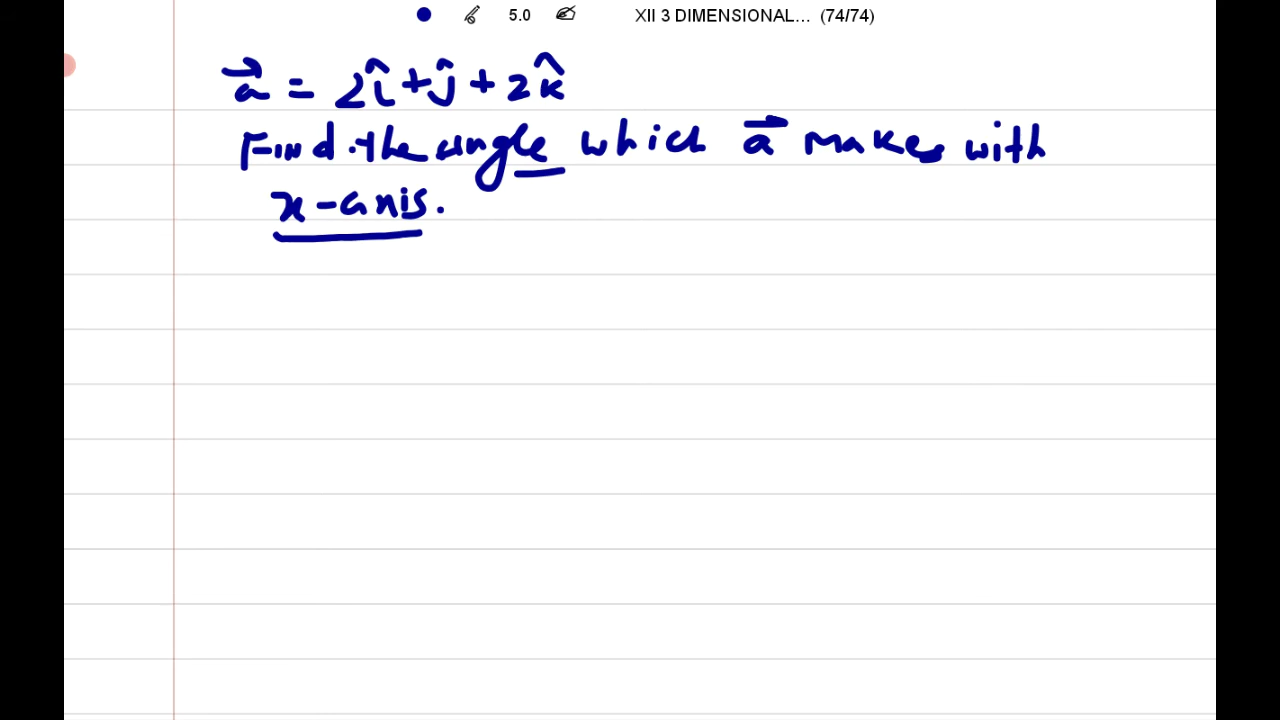 5.0 XII 3 DIMENSIONAL... (74/74)
a⃗ = 2î + ĵ + 2k̂
Find the angle which a⃗ makes with
x-axis.